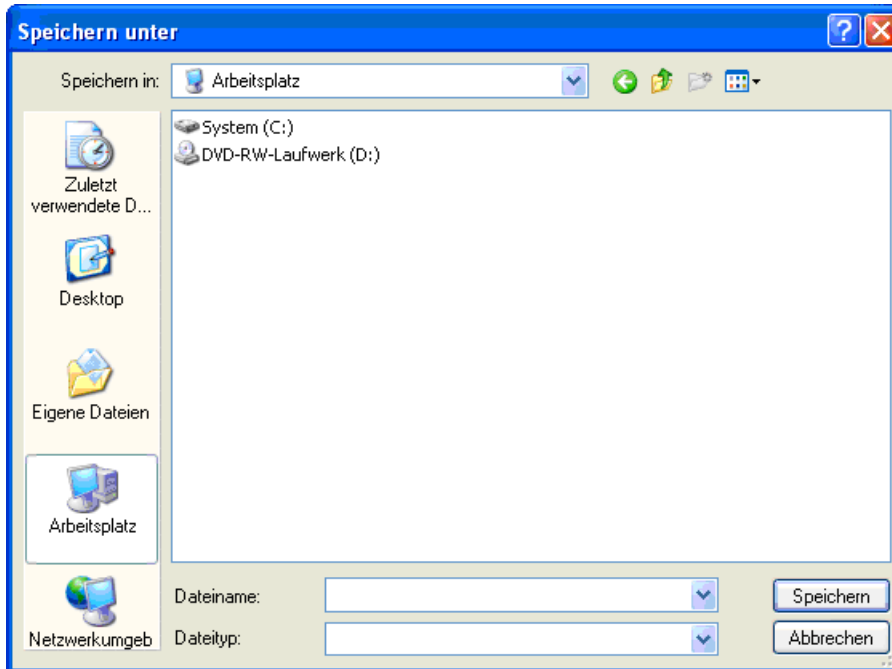 Speichern unter
Speichern in:
Arbeitsplatz
System (C:)
DVD-RW-Laufwerk (D:)
Zuletzt
verwendete D...
Desktop
Eigene Dateien
Arbeitsplatz
Netzwerkumgeb
Dateiname:
Speichern
Dateityp:
Abbrechen